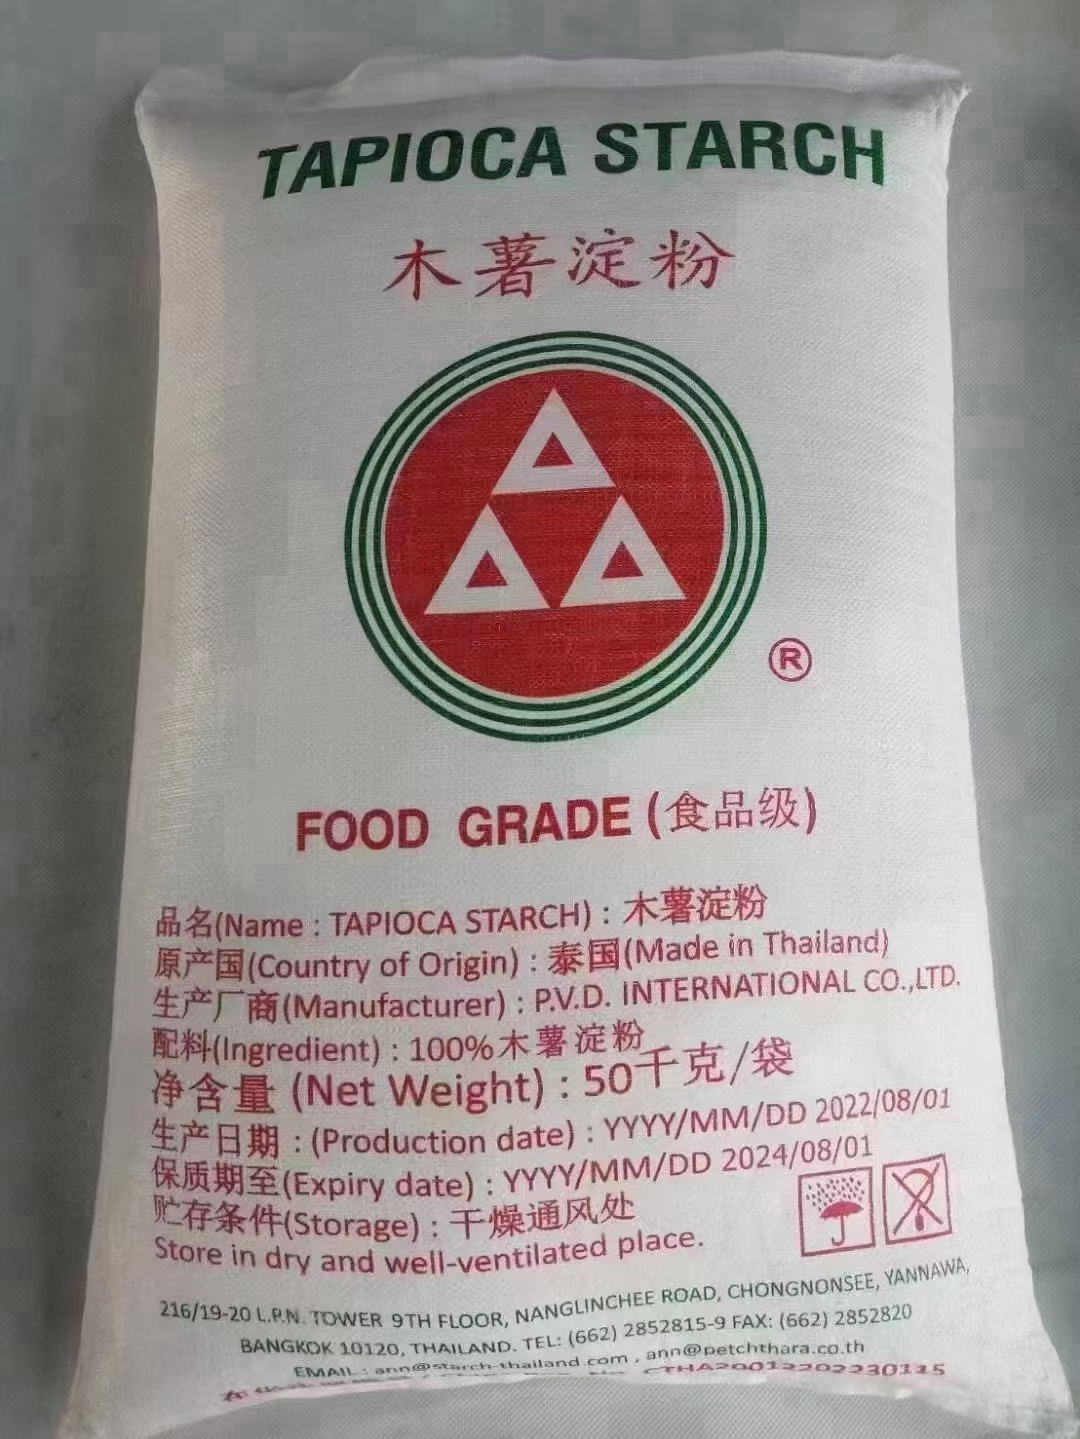 TAPIOCA STARCH
木薯淀粉
®
FOOD GRADE (食品级)
品名(Name : TAPIOCA STARCH) : 木薯淀粉
原产国(Country of Origin) : 泰国(Made in Thailand)
生产厂商(Manufacturer) : P.V.D. INTERNATIONAL CO.,LTD.
配料(Ingredient) : 100%木薯淀粉
净含量 (Net Weight) : 50千克/袋
生产日期 : (Production date) : YYYY/MM/DD 2022/08/01
保质期至(Expiry date) : YYYY/MM/DD 2024/08/01
贮存条件(Storage) : 干燥通风处
Store in dry and well-ventilated place.
216/19-20 L.P.N. TOWER 9TH FLOOR, NANGLINCHEE ROAD, CHONGNONSEE, YANNAWA,
BANGKOK 10120, THAILAND. TEL: (662) 2852815-9 FAX: (662) 2852820
EMAIL : ann@starch-thailand.com , ann@petchthara.co.th
CTHA20012202230115